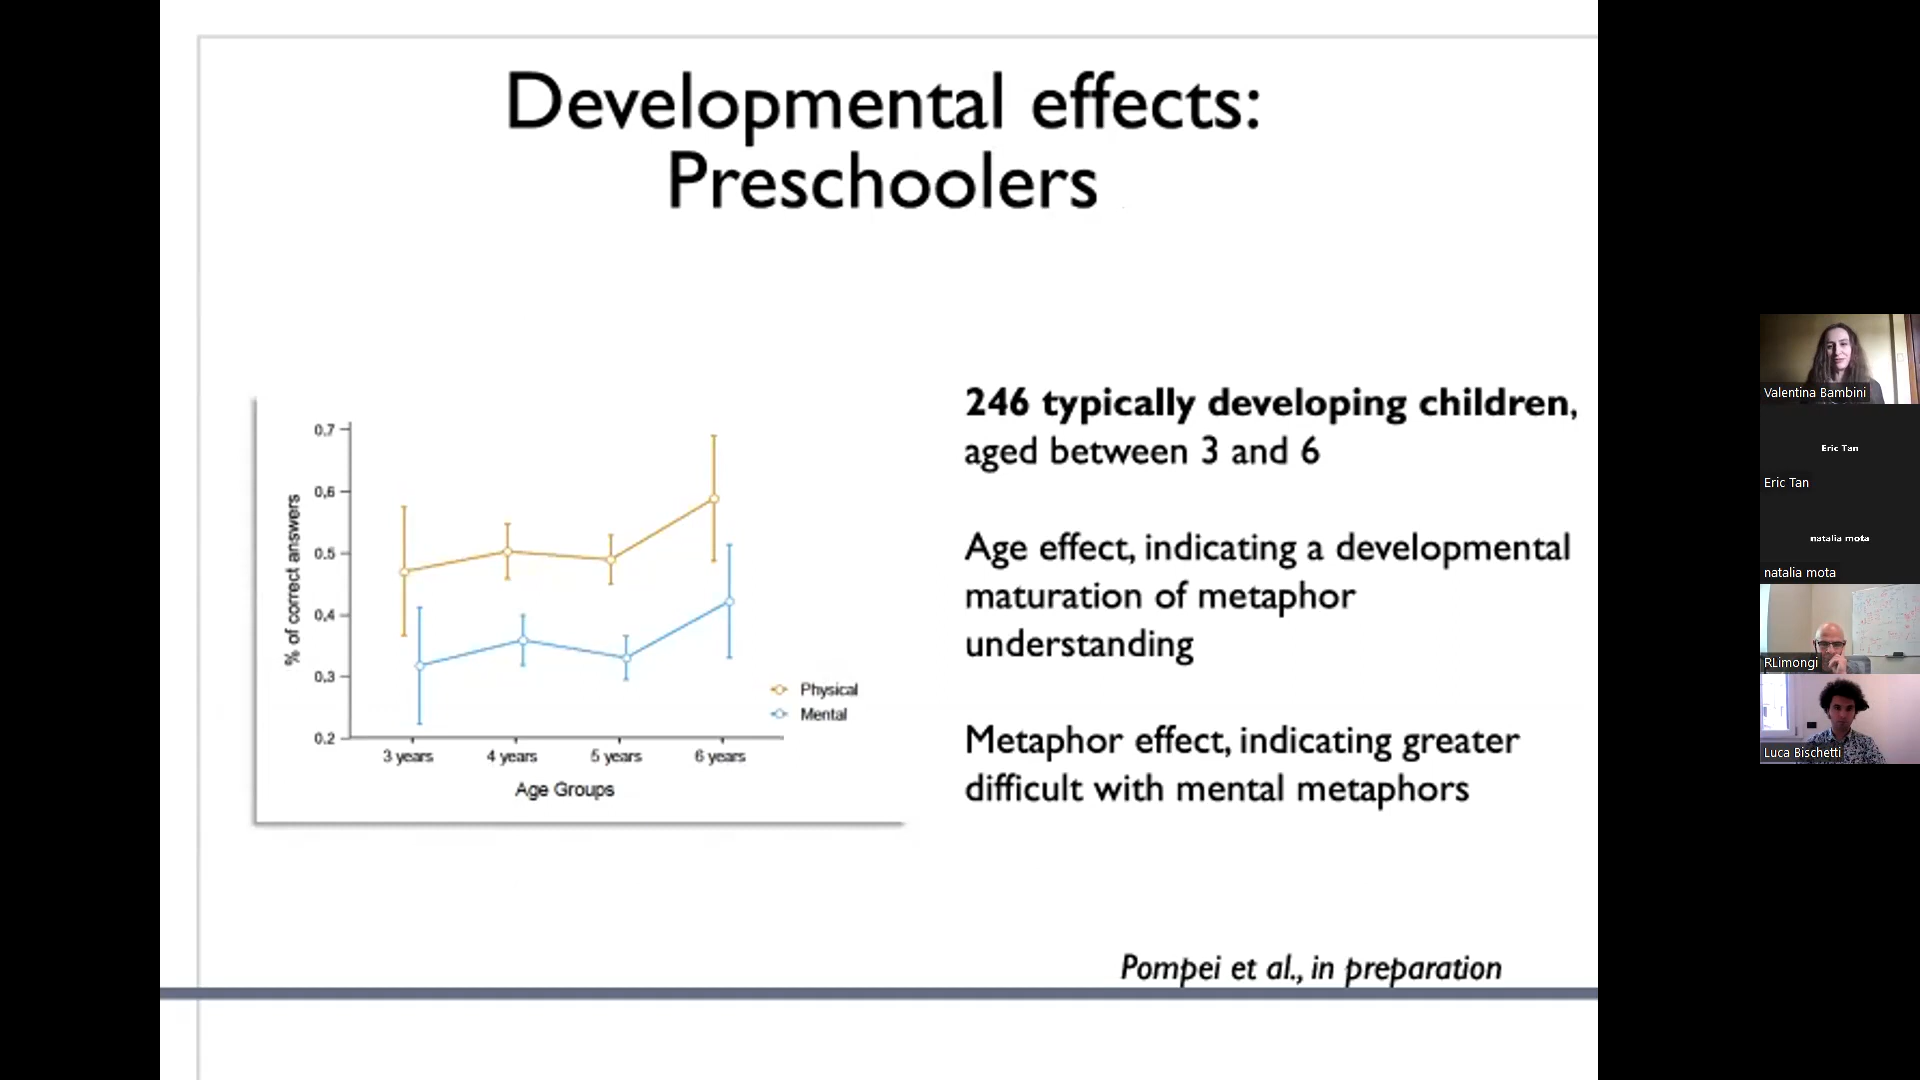 Developmental effects:
Preschoolers
0.7
0.6
0.5
0.4
0.3
0.2
% of correct answers
3 years
4 years
5 years
6 years
Age Groups
Physical
Mental
246 typically developing children,
aged between 3 and 6
Age effect, indicating a developmental
maturation of metaphor
understanding
Metaphor effect, indicating greater
difficult with mental metaphors
Pompei et al., in preparation
Valentina Bambini
Eric Tan
Eric Tan
natalia mota
natalia mota
RLimongi
Luca Bischetti